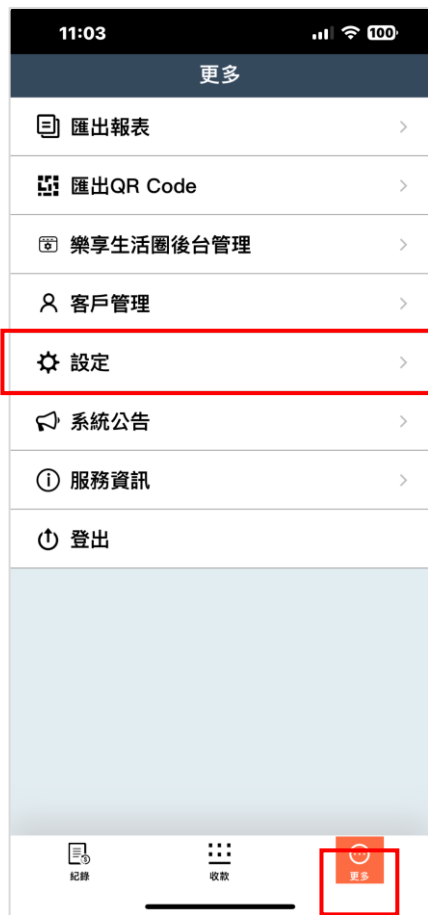 11:03
100
更多
匯出報表
匯出QR Code
樂享生活圈後台管理
客戶管理
設定
系統公告
服務資訊
登出
紀錄
收款
更多